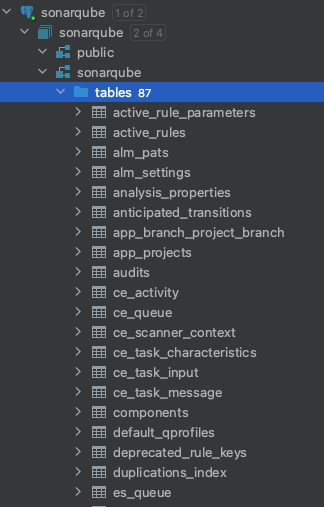 sonarqube 1 of 2
sonarqube 2 of 4
public
sonarqube
tables 87
active_rule_parameters
active_rules
alm_pats
alm_settings
analysis_properties
anticipated_transitions
app_branch_project_branch
app_projects
audits
ce_activity
ce_queue
ce_scanner_context
ce_task_characteristics
ce_task_input
ce_task_message
components
default_qprofiles
deprecated_rule_keys
duplications_index
es_queue